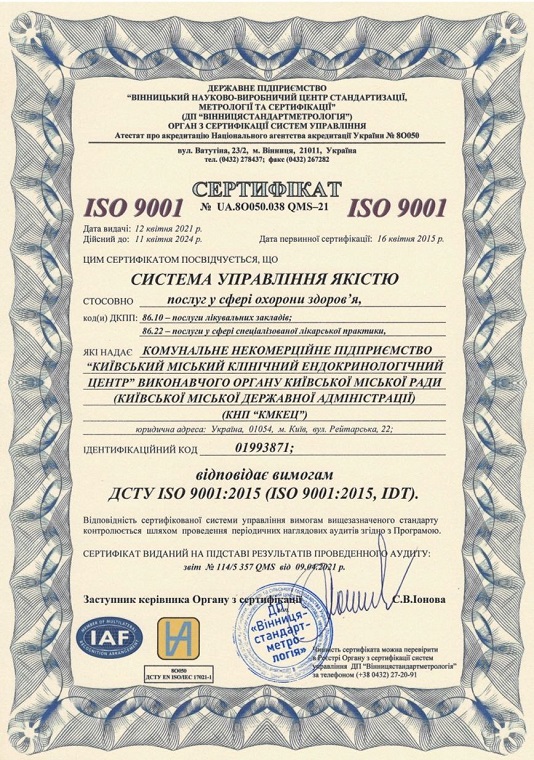 ДЕРЖАВНЕ ПІДПРИЄМСТВО
"ВІННИЦЬКИЙ НАУКОВО-ВИРОБНИЧИЙ ЦЕНТР СТАНДАРТИЗАЦІЇ,
МЕТРОЛОГІЇ ТА СЕРТИФІКАЦІЇ"
(ДП "ВІННИЦЯСТАНДАРТМЕТРОЛОГІЯ")
ОРГАН З СЕРТИФІКАЦІЇ СИСТЕМ УПРАВЛІННЯ
Атестат про акредитацію Національного агентства акредитації України № 8О050
вул. Ватутіна, 23/2, м. Вінниця, 21011, Україна
тел. (0432) 278437; факс (0432) 267282
СЕРТИФІКАТ
ISO 9001 № UA.8O050.038 QMS–21 ISO 9001
Дата видачі: 12 квітня 2021 р.
Дійсний до: 11 квітня 2024 р. Дата первинної сертифікації: 16 квітня 2015 р.
ЦИМ СЕРТИФІКАТОМ ПОСВІДЧУЄТЬСЯ, ЩО
СИСТЕМА УПРАВЛІННЯ ЯКІСТЮ
СТОСОВНО послуг у сфері охорони здоров'я,
код(и) ДКПП: 86.10 – послуги лікувальних закладів;
86.22 – послуги у сфері спеціалізованої лікарської практики,
ЯКІ НАДАЄ КОМУНАЛЬНЕ НЕКОМЕРЦІЙНЕ ПІДПРИЄМСТВО
"КИЇВСЬКИЙ МІСЬКИЙ КЛІНІЧНИЙ ЕНДОКРИНОЛОГІЧНИЙ
ЦЕНТР" ВИКОНАВЧОГО ОРГАНУ КИЇВСЬКОЇ МІСЬКОЇ РАДИ
(КИЇВСЬКОЇ МІСЬКОЇ ДЕРЖАВНОЇ АДМІНІСТРАЦІЇ)
(КНП "КМКЕЦ")
юридична адреса: Україна, 01054, м. Київ, вул. Рейтарська, 22;
ІДЕНТИФІКАЦІЙНИЙ КОД 01993871;
відповідає вимогам
ДСТУ ISO 9001:2015 (ISO 9001:2015, IDT).
Відповідність сертифікованої системи управління вимогам вищезазначеного стандарту
контролюється шляхом проведення періодичних наглядових аудитів згідно з Програмою.
СЕРТИФІКАТ ВИДАНИЙ НА ПІДСТАВІ РЕЗУЛЬТАТІВ ПРОВЕДЕНОГО АУДИТУ:
звіт № 114/5 357 QMS від 09.04.2021 р.
Заступник керівника Органу з сертифікації С.В.Іонова
MEMBER OF MULTILATERAL
IAF
RECOGNITION ARRANGEMENT
8О050
ДСТУ EN ISO/IEC 17021-1
ДП
«Вінниця-
стандарт-
метро-
логія»
Чинність сертифіката можна перевірити
в Реєстрі Органу з сертифікації систем
управління ДП "Вінницястандартметрологія"
за телефоном (+38 0432) 27-20-91